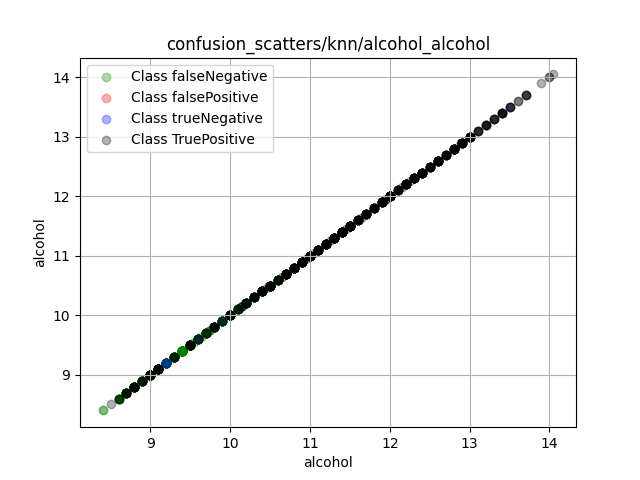 confusion_scatters/knn/alcohol_alcohol
Class falseNegative
Class falsePositive
Class trueNegative
Class TruePositive
alcohol
14
13
12
11
10
9
9
10
11
12
13
14
alcohol